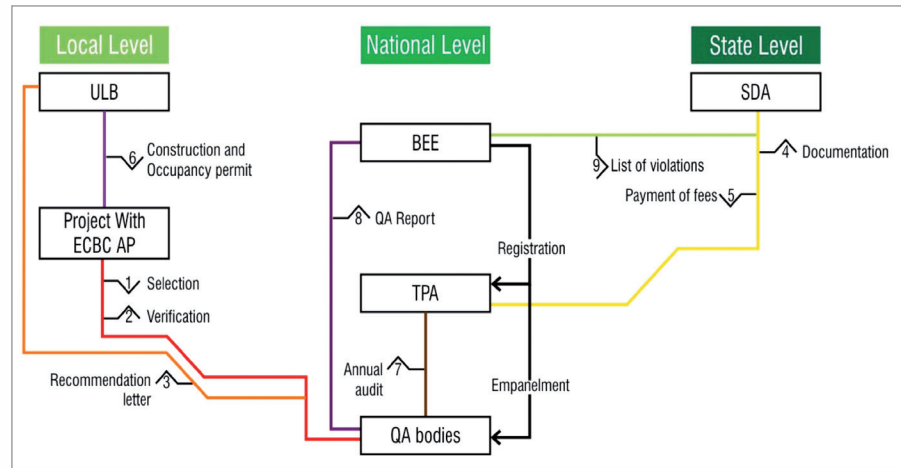 Local Level
National Level
State Level
ULB
SDA
BEE
6
Construction and
Occupancy permit
9
List of violations
4
Documentation
Payment of fees
5
Project With
ECBC AP
8
QA Report
Registration
1
Selection
TPA
2
Verification
Recommendation
letter
3
Annual
audit
7
Empanelment
QA bodies